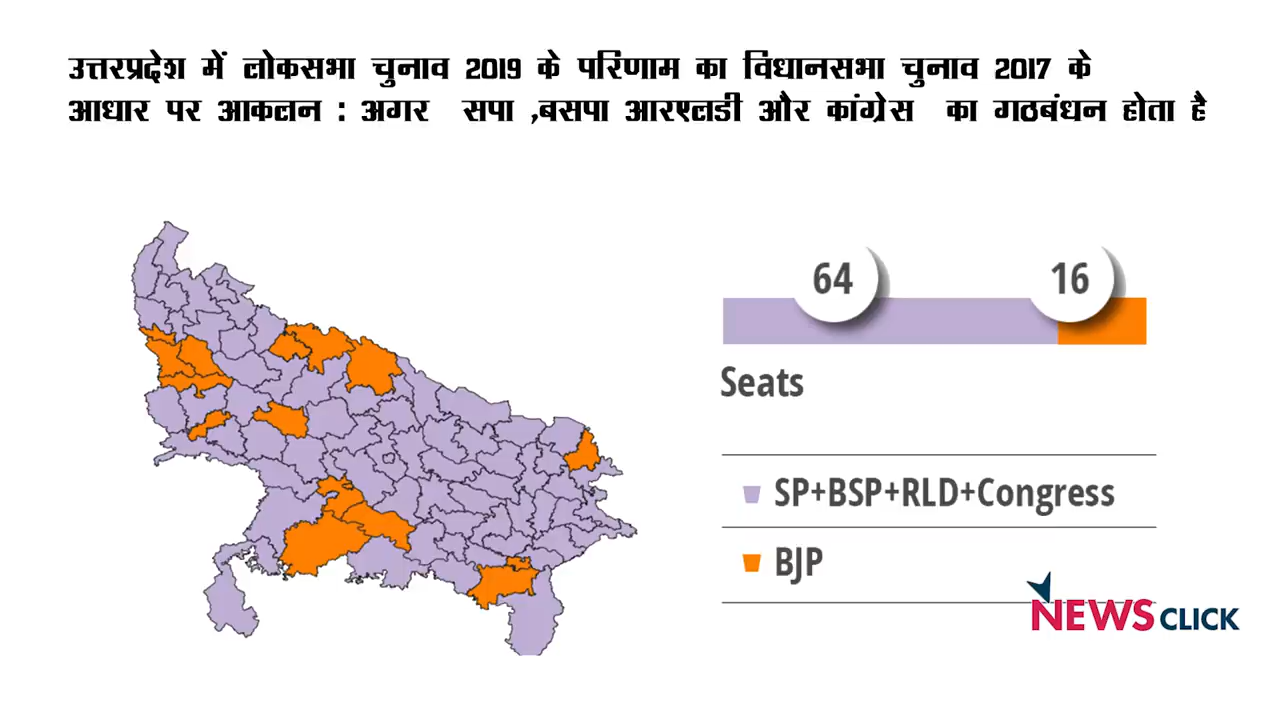 उत्तरप्रदेश में लोकसभा चुनाव 2019 के परिणाम का विधानसभा चुनाव 2017 के
आधार पर आकलन : अगर सपा ,बसपा आरएलडी और कांग्रेस का गठबंधन होता है
64 16
Seats
SP+BSP+RLD+Congress
BJP
NEWSCLICK